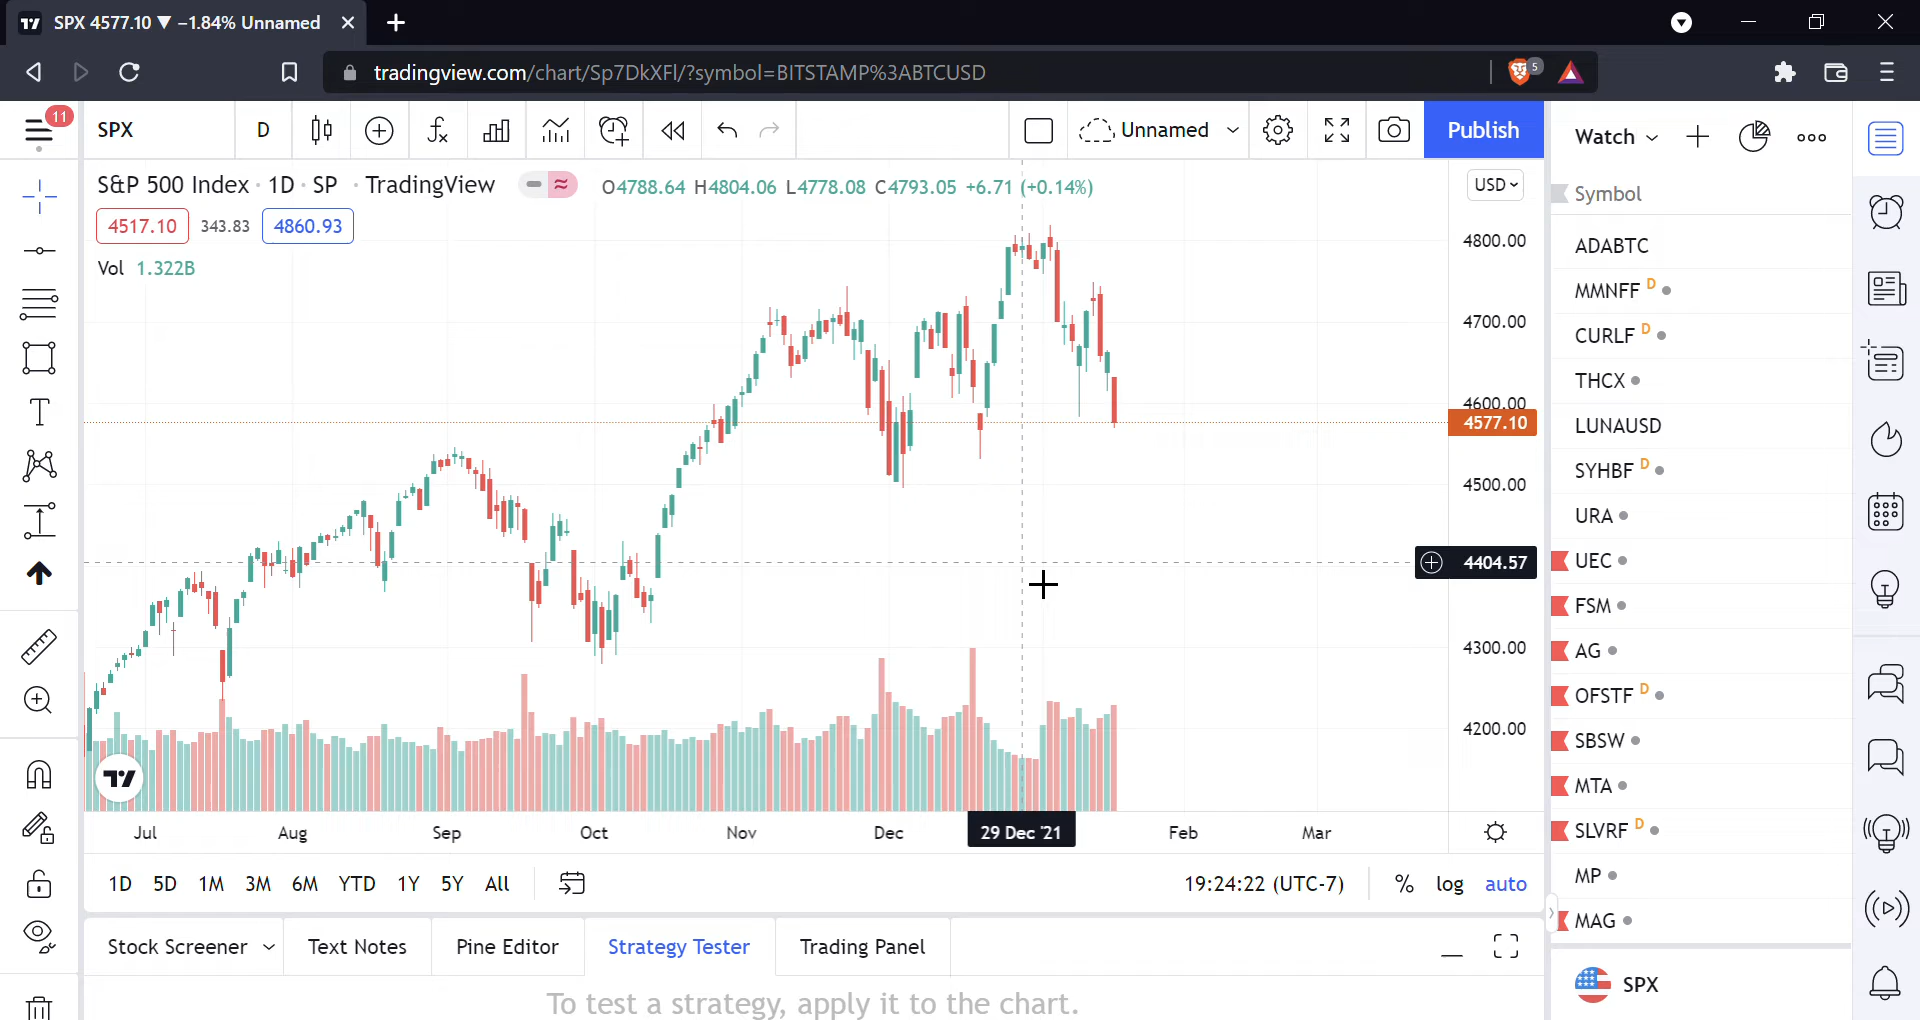 SPX 4577.10 ▼ −1.84% Unnamed
5
tradingview.com/chart/Sp7DkXFl/?symbol=BITSTAMP%3ABTCUSD
11
SPX D Unnamed Publish
Watch
S&P 500 Index · 1D · SP · TradingView O4788.64 H4804.06 L4778.08 C4793.05 +6.71 (+0.14%)
USD
4517.10 343.83 4860.93
Vol 1.322B
4800.00
4700.00
4600.00
4577.10
4500.00
4404.57
4300.00
4200.00
Jul Aug Sep Oct Nov Dec 29 Dec '21 Feb Mar
1D 5D 1M 3M 6M YTD 1Y 5Y All 19:24:22 (UTC-7) % log auto
Stock Screener Text Notes Pine Editor Strategy Tester Trading Panel
To test a strategy, apply it to the chart.
Symbol
ADABTC
MMNFF D
CURLF D
THCX
LUNAUSD
SYHBF D
URA
UEC
FSM
AG
OFSTF D
SBSW
MTA
SLVRF D
MP
MAG
SPX